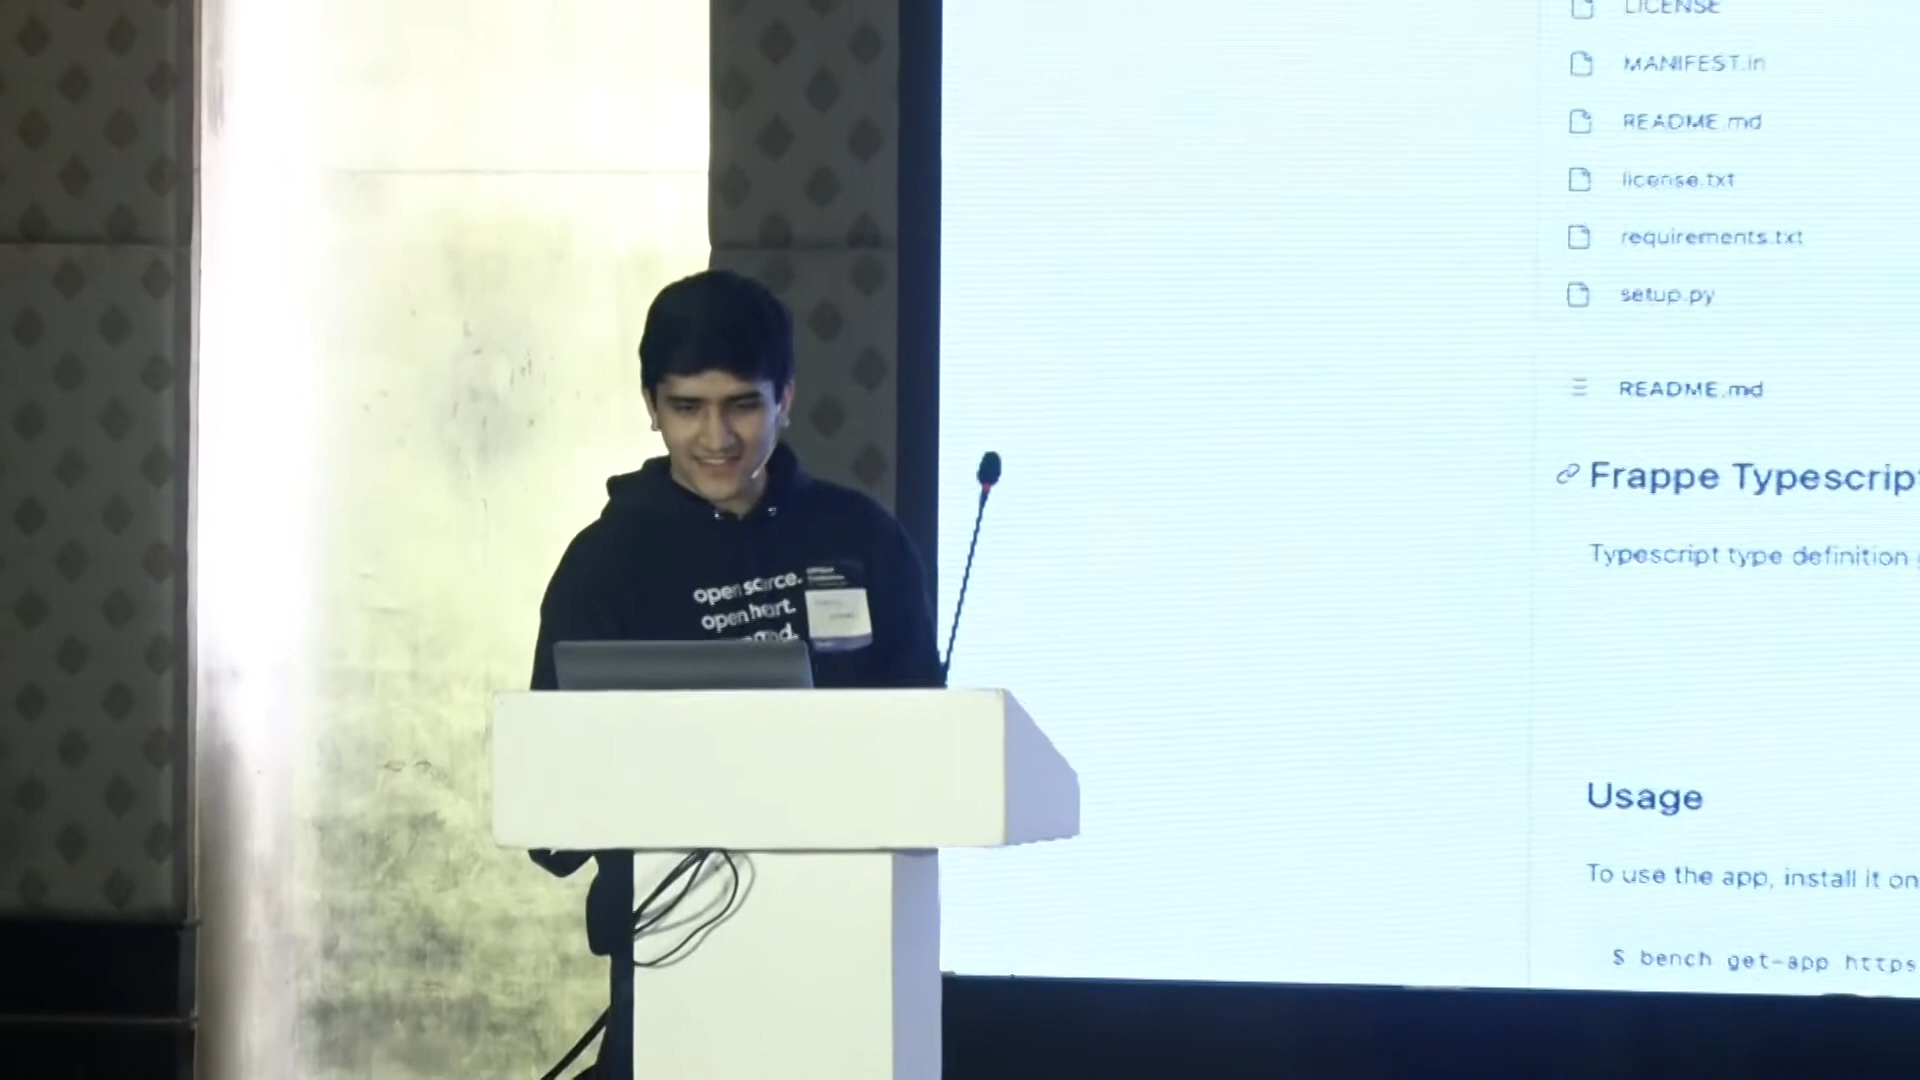 open source.
open heart.
LICENSE
MANIFEST.in
README.md
license.txt
requirements.txt
setup.py
README.md
Frappe Typescript
Typescript type definition
Usage
To use the app, install it on
$ bench get-app https